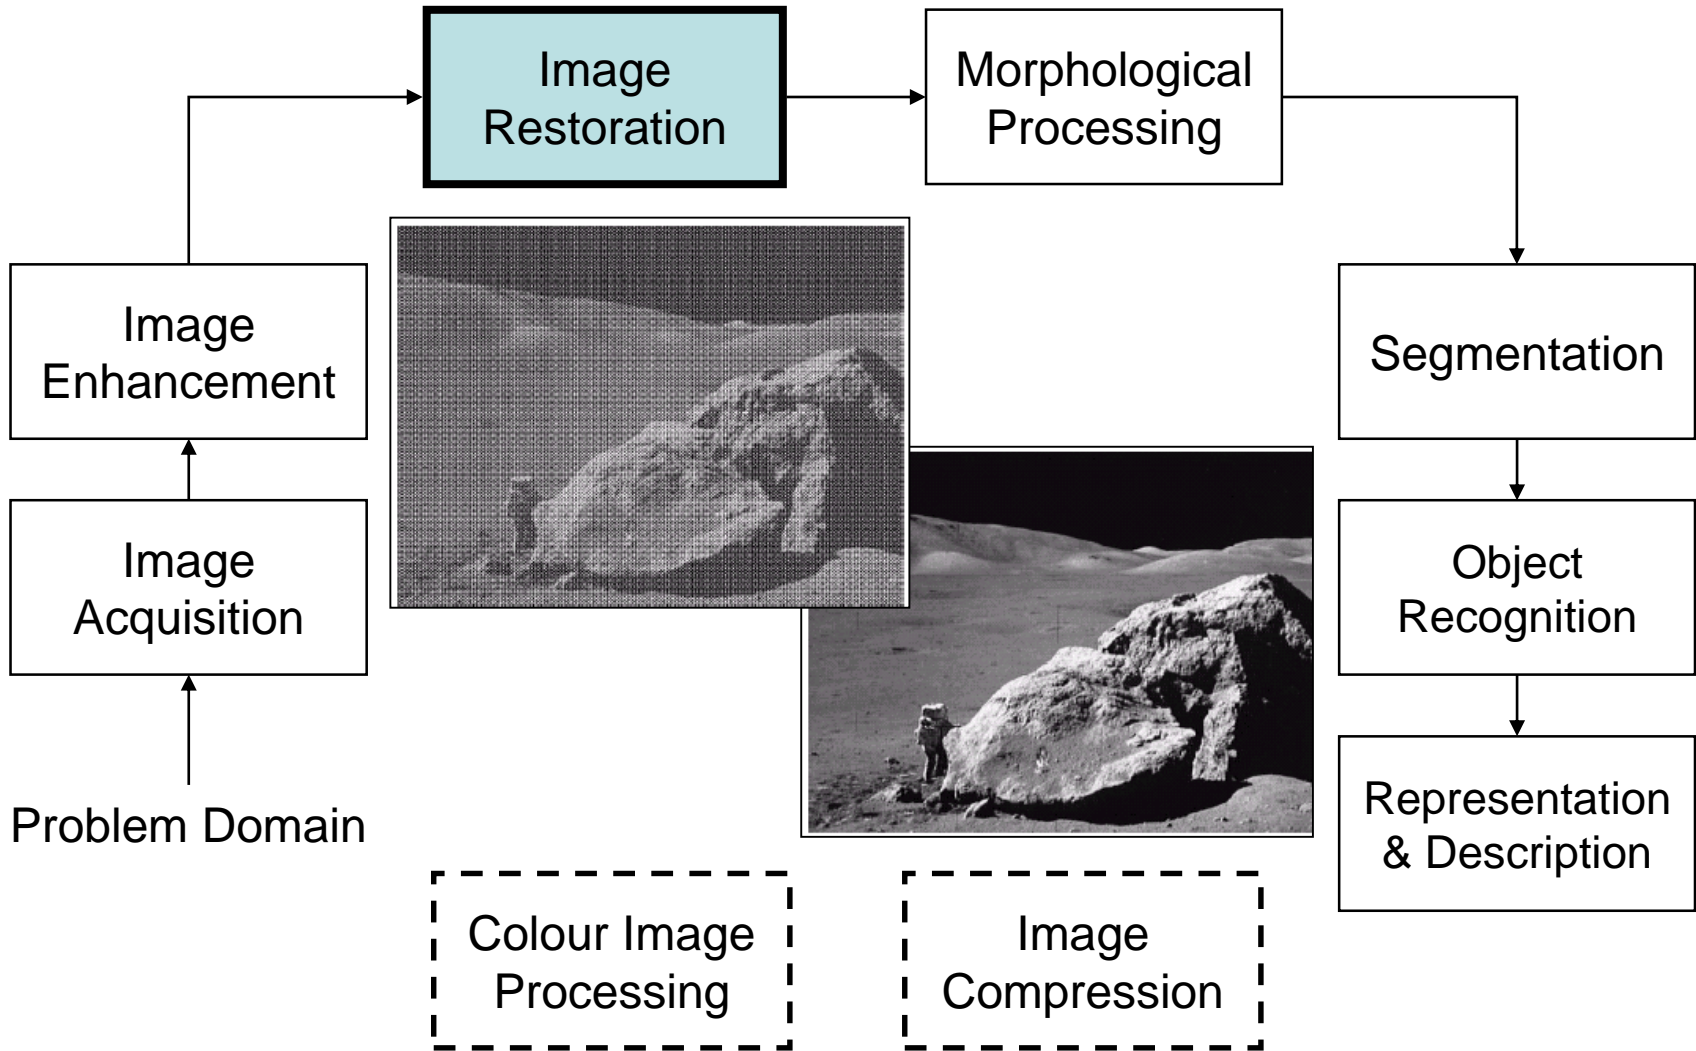 Image
Restoration
Morphological
Processing
Image
Enhancement
Segmentation
Image
Acquisition
Object
Recognition
Problem Domain
Representation
& Description
Colour Image
Processing
Image
Compression